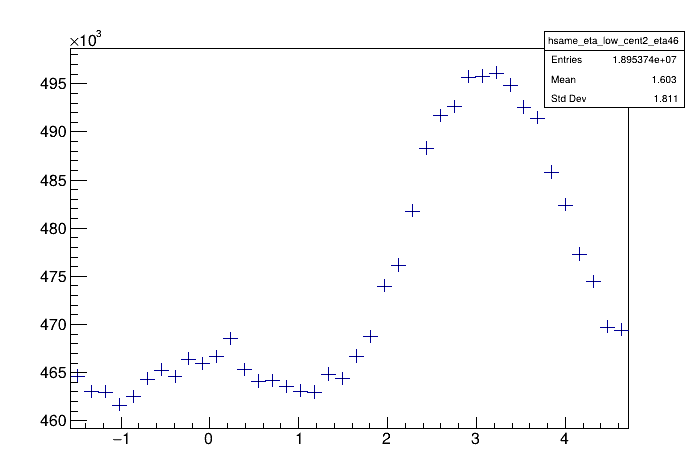 ×10³
hsame_eta_low_cent2_eta46
Entries 1.895374e+07
Mean 1.603
Std Dev 1.811
495
490
485
480
475
470
465
460
−1 0 1 2 3 4